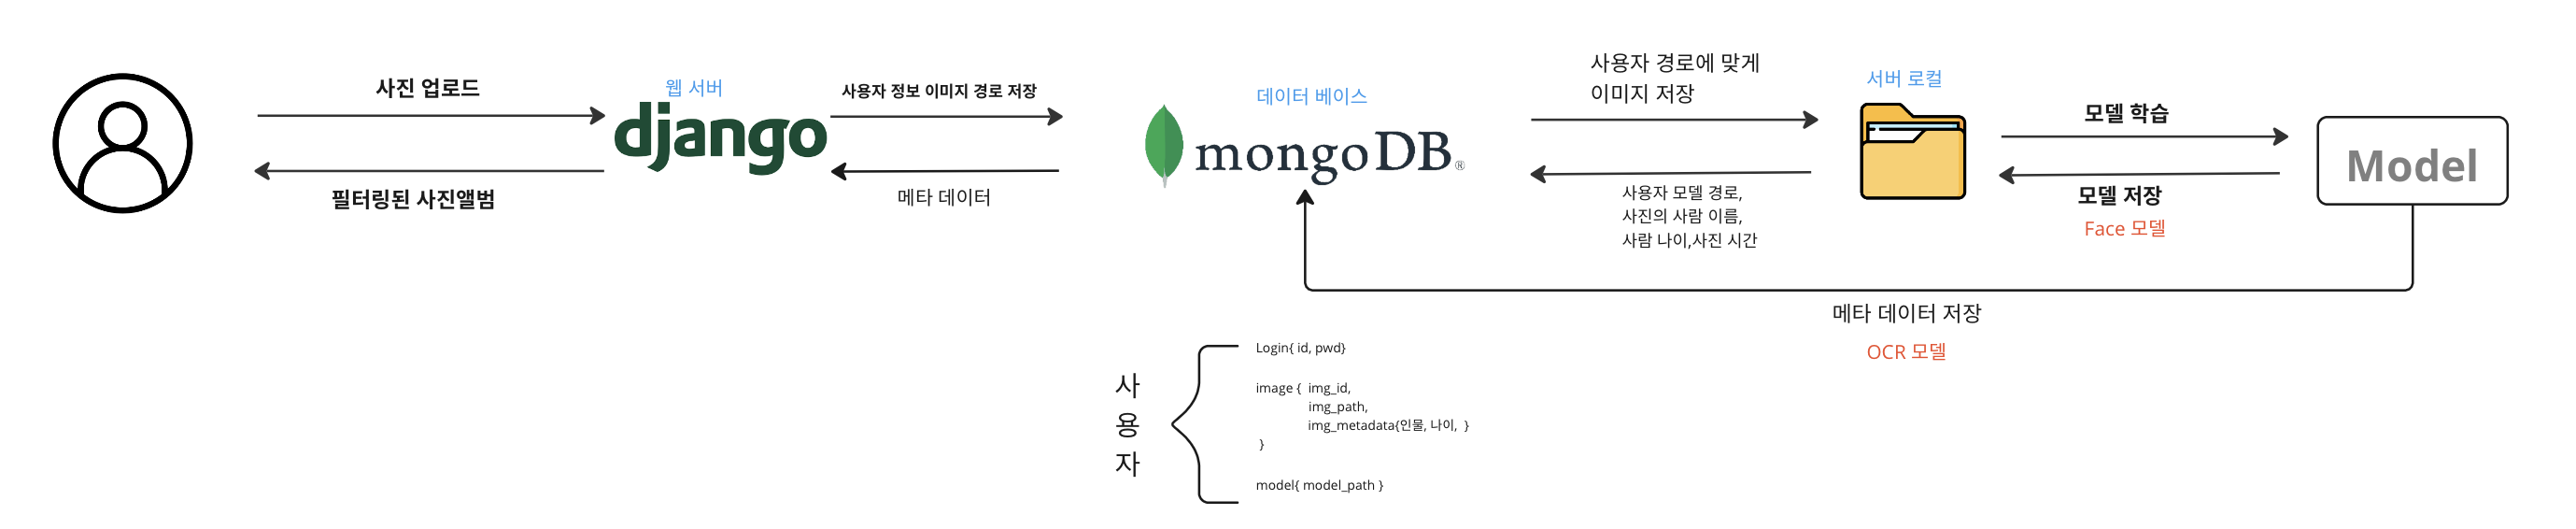 사진 업로드
필터링된 사진앨범
웹 서버
django
사용자 정보 이미지 경로 저장
메타 데이터
데이터 베이스
mongoDB®
사용자 경로에 맞게
이미지 저장
사용자 모델 경로,
사진의 사람 이름,
사람 나이,사진 시간
서버 로컬
모델 학습
모델 저장
Face 모델
Model
메타 데이터 저장
OCR 모델
사
용
자
Login{ id, pwd}
image { img_id,
img_path,
img_metadata{인물, 나이, }
}
model{ model_path }